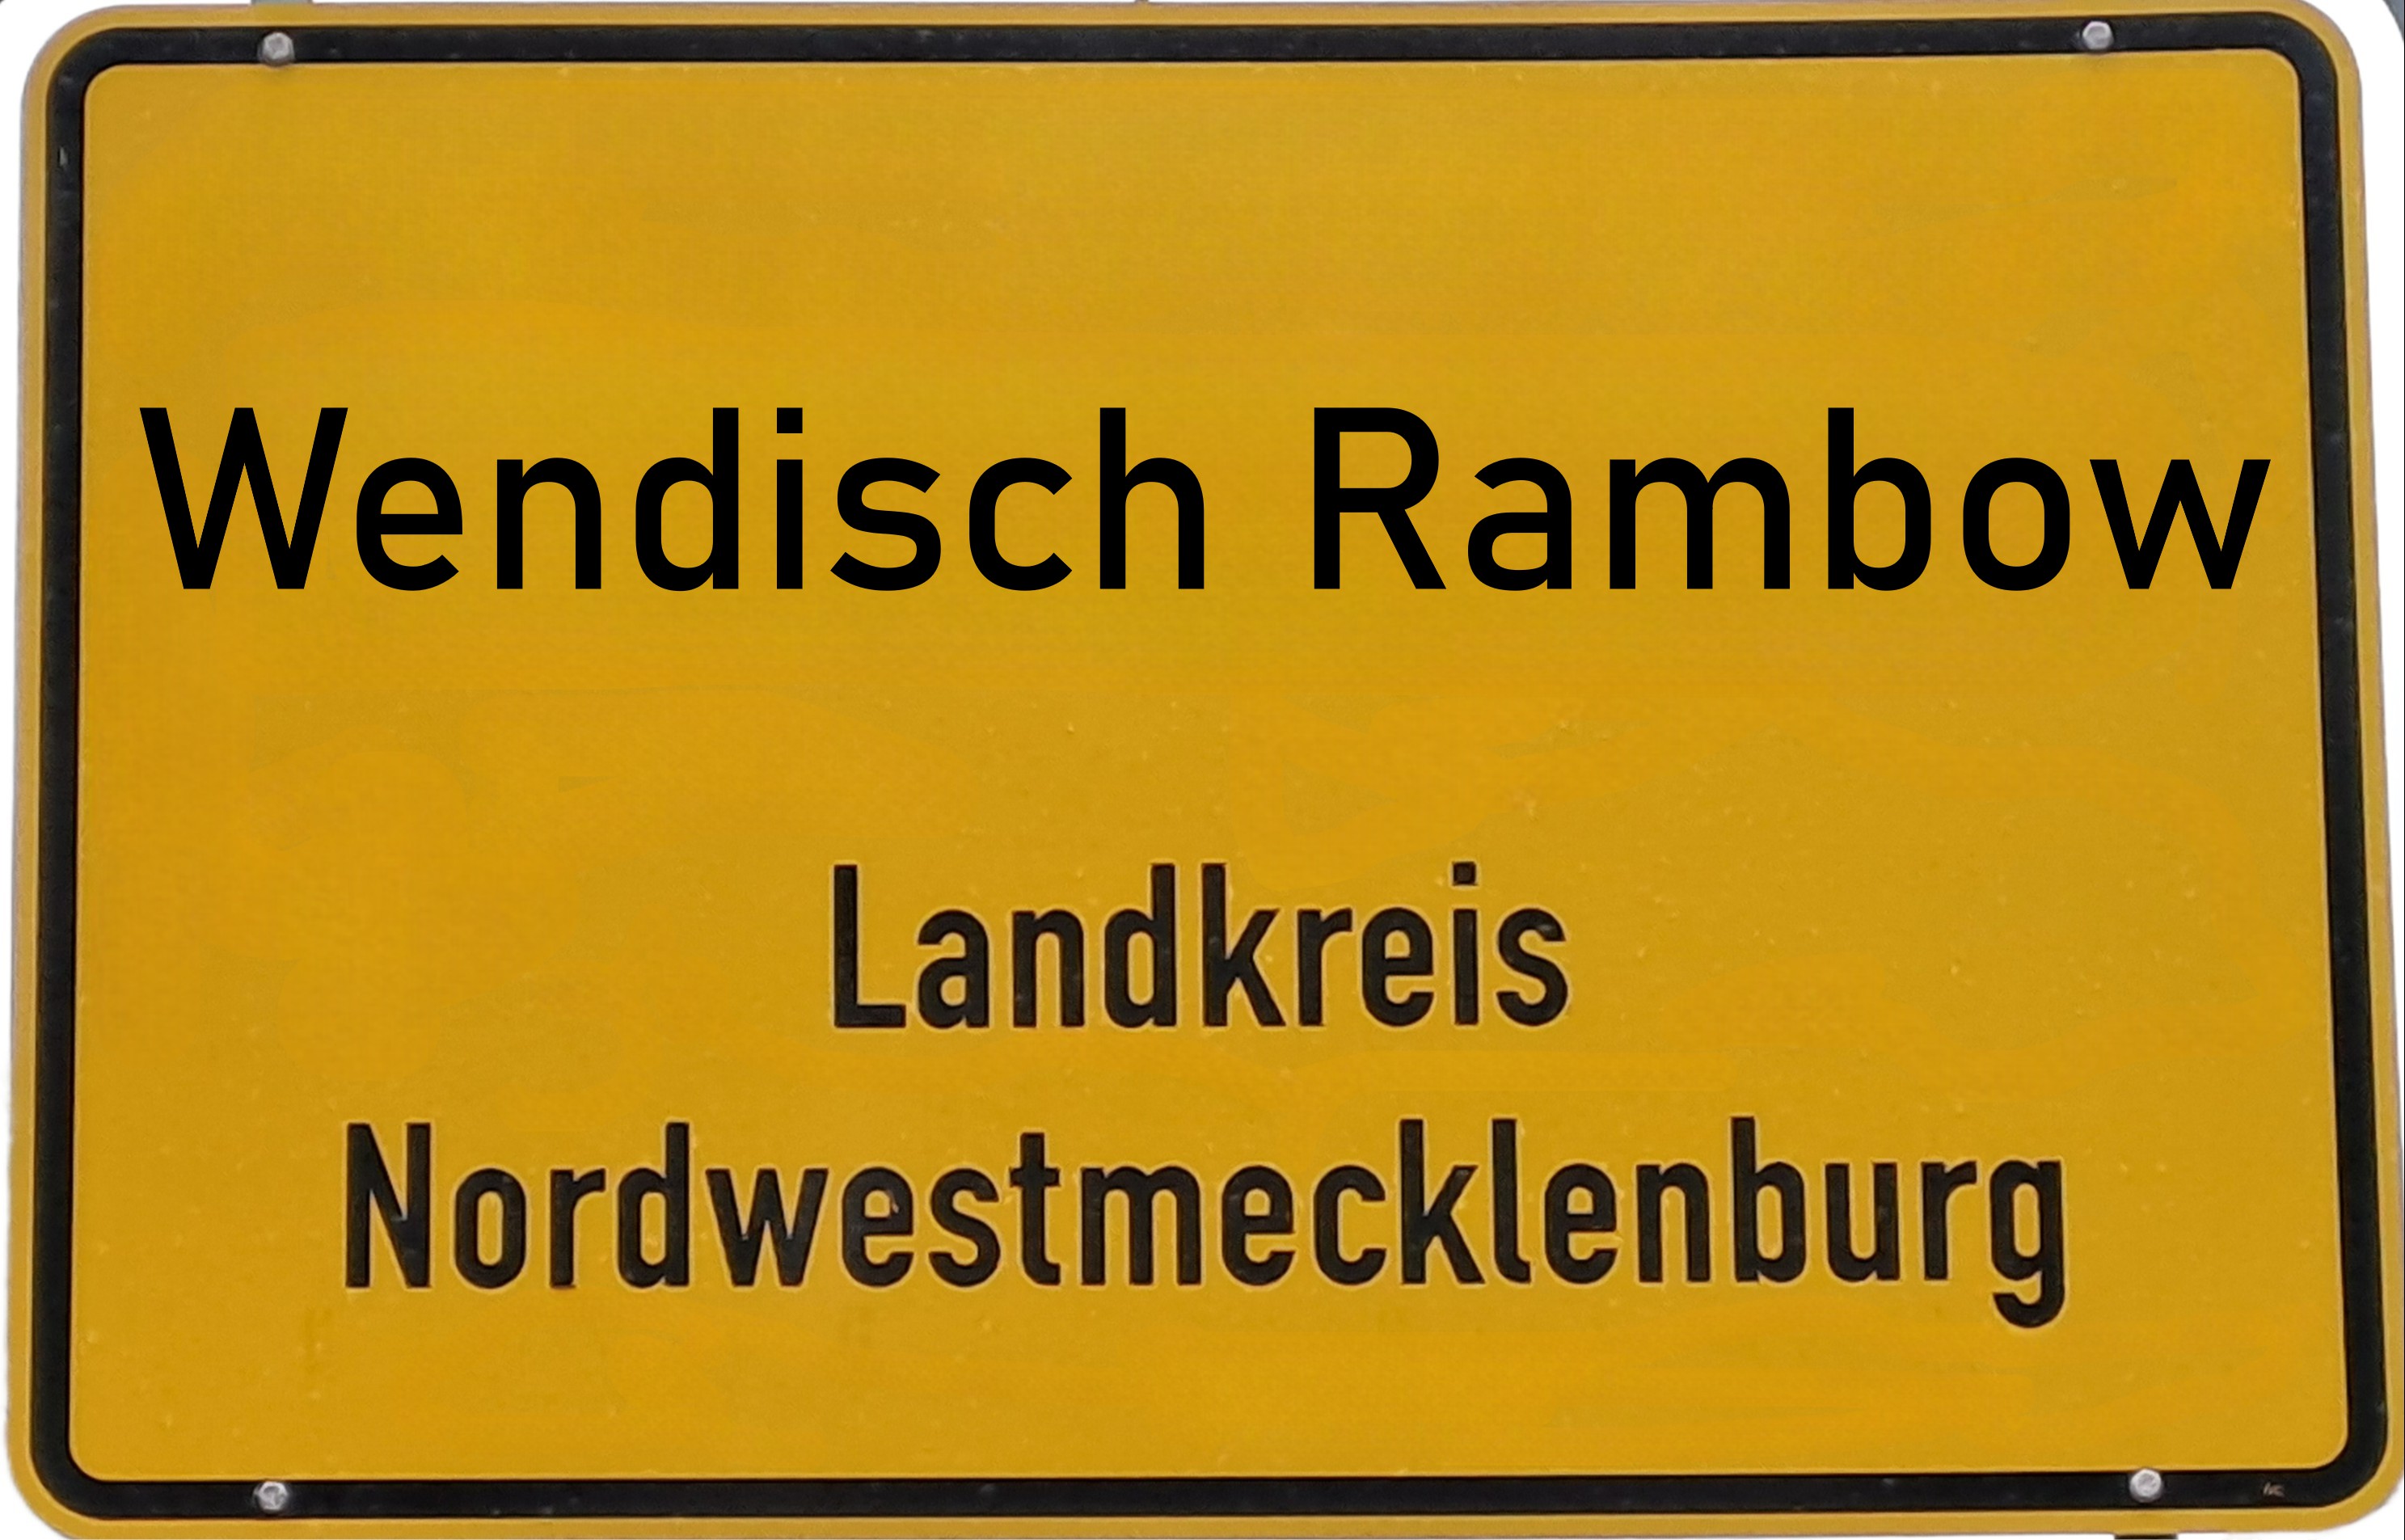 Wendisch Rambow
Landkreis
Nordwestmecklenburg